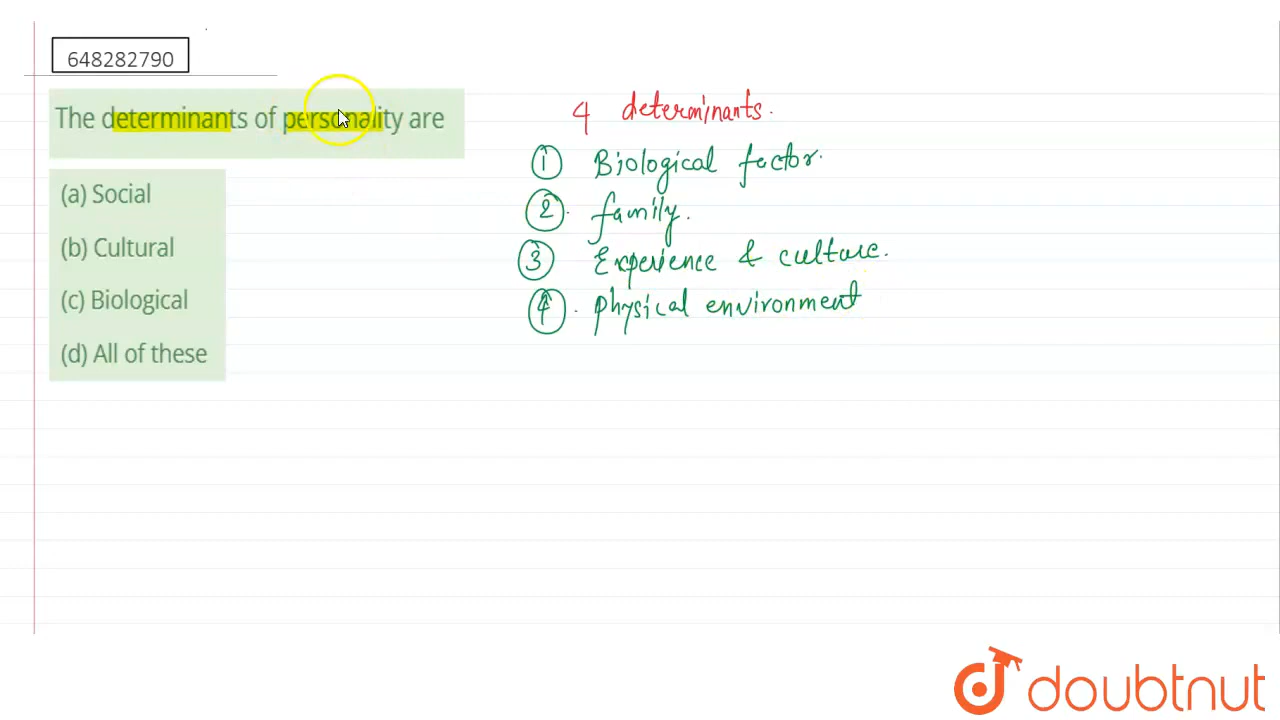 648282790
The determinants of personality are
(a) Social
(b) Cultural
(c) Biological
(d) All of these
4 determinants.
① Biological factor.
② family.
③ Experience & culture.
④ Physical environment
doubtnut